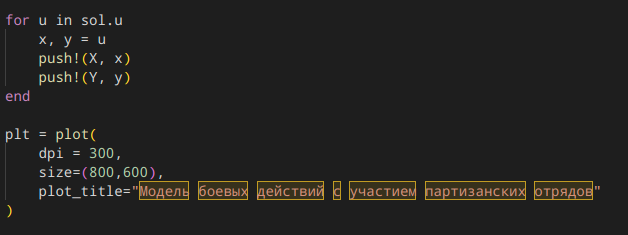 for u in sol.u
    x, y = u
    push!(X, x)
    push!(Y, y)
end

plt = plot(
    dpi = 300,
    size=(800,600),
    plot_title="Модель боевых действий с участием партизанских отрядов"
)